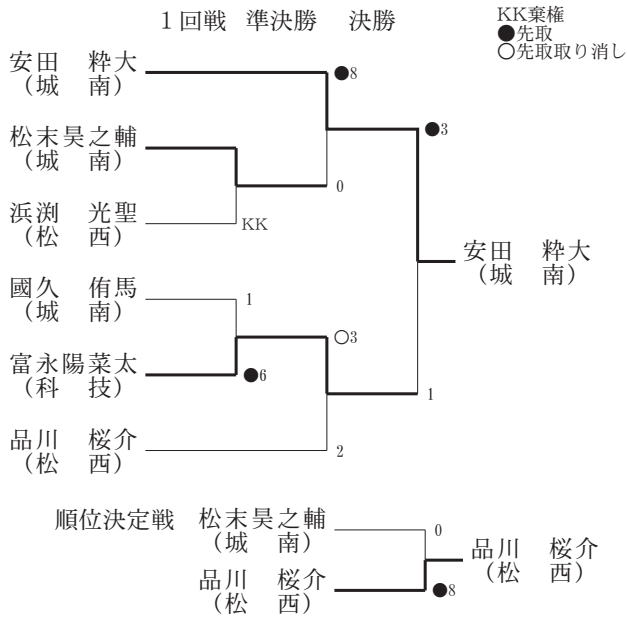 １回戦　準決勝　決勝
KK棄権
●先取
○先取取り消し
安田　粋大
（城　南）
●8
●3
松末昊之輔
（城　南）
0
浜渕　光聖
（松　西）
KK
安田　粋大
（城　南）
國久　侑馬
（城　南）
1
○3
富永陽菜太
（科　技）
●6
1
品川　桜介
（松　西）
2
順位決定戦　松末昊之輔
（城　南）
0
品川　桜介
（松　西）
品川　桜介
（松　西）
●8